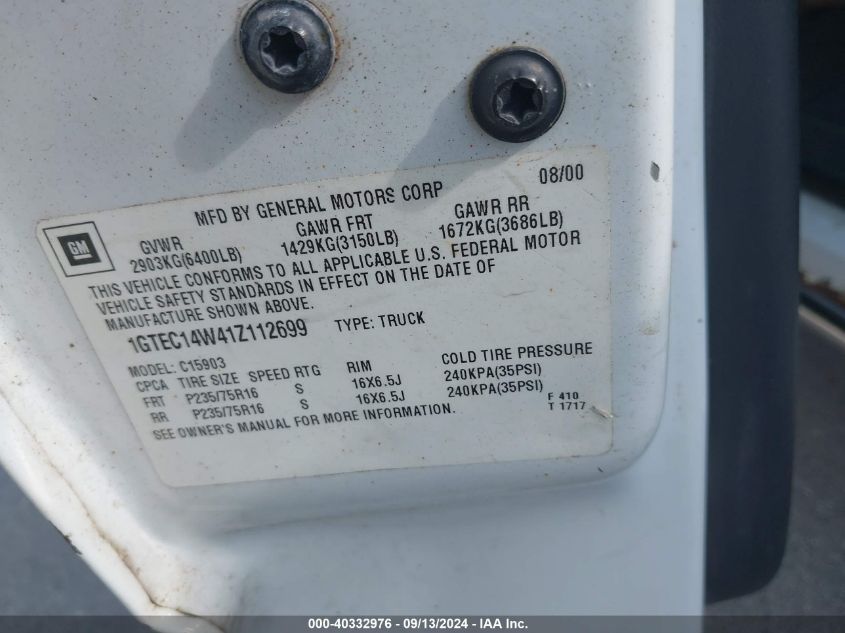 MFD BY GENERAL MOTORS CORP 08/00
GM
GVWR GAWR FRT GAWR RR
2903KG(6400LB) 1429KG(3150LB) 1672KG(3686LB)
THIS VEHICLE CONFORMS TO ALL APPLICABLE U.S. FEDERAL MOTOR
VEHICLE SAFETY STANDARDS IN EFFECT ON THE DATE OF
MANUFACTURE SHOWN ABOVE.
1GTEC14W41Z112699 TYPE: TRUCK
MODEL: C15903
CPCA TIRE SIZE SPEED RTG RIM COLD TIRE PRESSURE
FRT P235/75R16 S 16X6.5J 240KPA(35PSI)
RR P235/75R16 S 16X6.5J 240KPA(35PSI)
SEE OWNER'S MANUAL FOR MORE INFORMATION.
F 410
T 1717
000-40332976 - 09/13/2024 - IAA Inc.